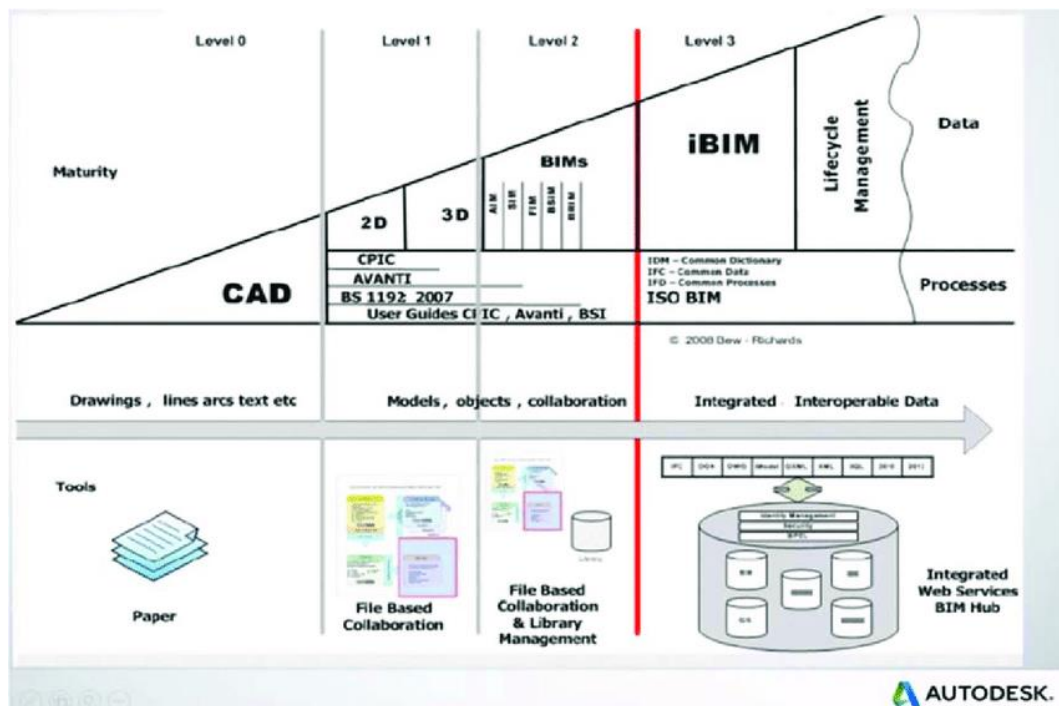 Level 0
Level 1
Level 2
Level 3
Maturity
CAD
2D
3D
BIMs
AIM
SIM
FIM
BSIM
BRIM
iBIM
Lifecycle
Management
Data
Processes
CPIC
AVANTI
BS 1192: 2007
User Guides CPIC , Avanti , BSI
IDM – Common Dictionary
IFC – Common Data
IFD – Common Processes
ISO BIM
© 2008 Bew - Richards
Drawings , lines arcs text etc
Models , objects , collaboration
Integrated Interoperable Data
Tools
Paper
File Based
Collaboration
File Based
Collaboration
& Library
Management
Identity Management
Security
BIM
Integrated
Web Services
BIM Hub
AUTODESK.